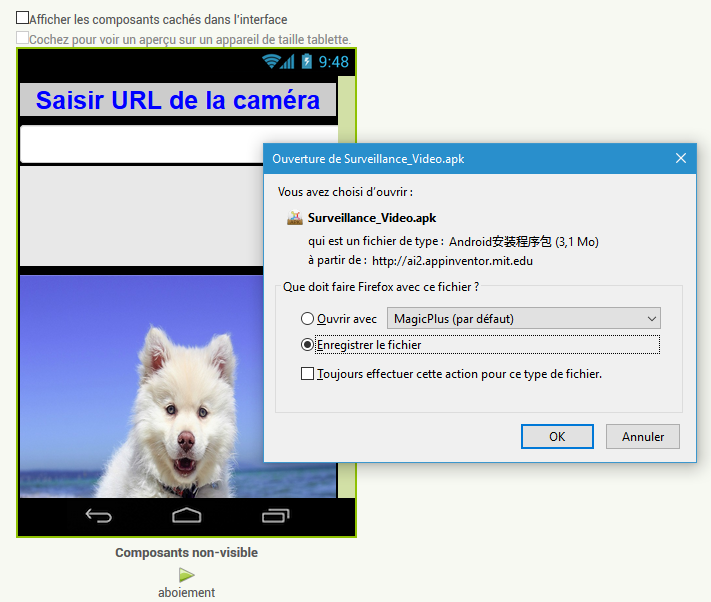 Afficher les composants cachés dans l'interface
Cochez pour voir un aperçu sur un appareil de taille tablette.
9:48
Saisir URL de la caméra
Ouverture de Surveillance_Video.apk
Vous avez choisi d'ouvrir :
Surveillance_Video.apk
qui est un fichier de type : Android安装程序包 (3,1 Mo)
à partir de : http://ai2.appinventor.mit.edu
Que doit faire Firefox avec ce fichier ?
Ouvrir avec MagicPlus (par défaut)
Enregistrer le fichier
Toujours effectuer cette action pour ce type de fichier.
OK Annuler
Composants non-visible
aboiement